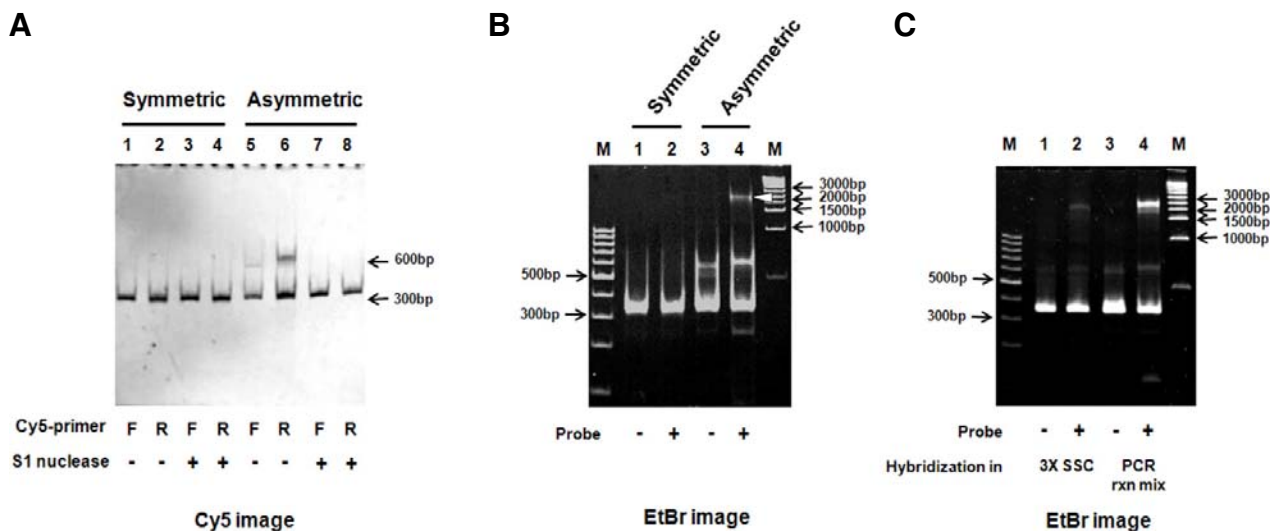 A
Symmetric Asymmetric
1 2 3 4 5 6 7 8
600bp
300bp
Cy5-primer F R F R F R F R
S1 nuclease - - + + - - + +
Cy5 image
B
Symmetric Asymmetric
M 1 2 3 4 M
3000bp
2000bp
1500bp
1000bp
500bp
300bp
Probe - + - +
EtBr image
C
M 1 2 3 4 M
3000bp
2000bp
1500bp
1000bp
500bp
300bp
Probe - + - +
Hybridization in 3X SSC PCR
rxn mix
EtBr image